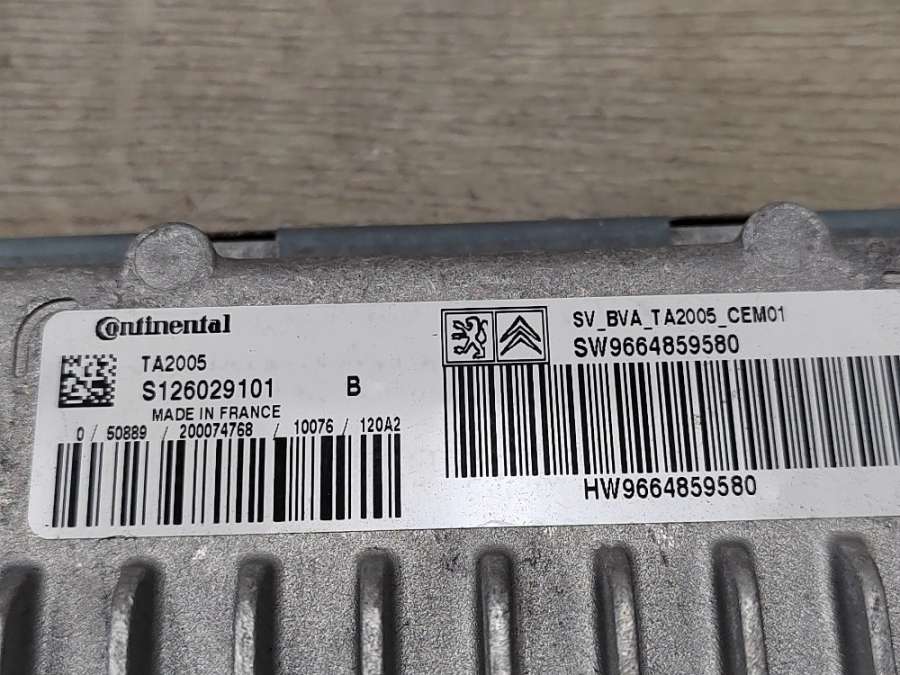 Continental
TA2005
S126029101 B
MADE IN FRANCE
0 / 50889 / 200074768 / 10076 / 120A2
SV_BVA_TA2005_CEM01
SW9664859580
HW9664859580